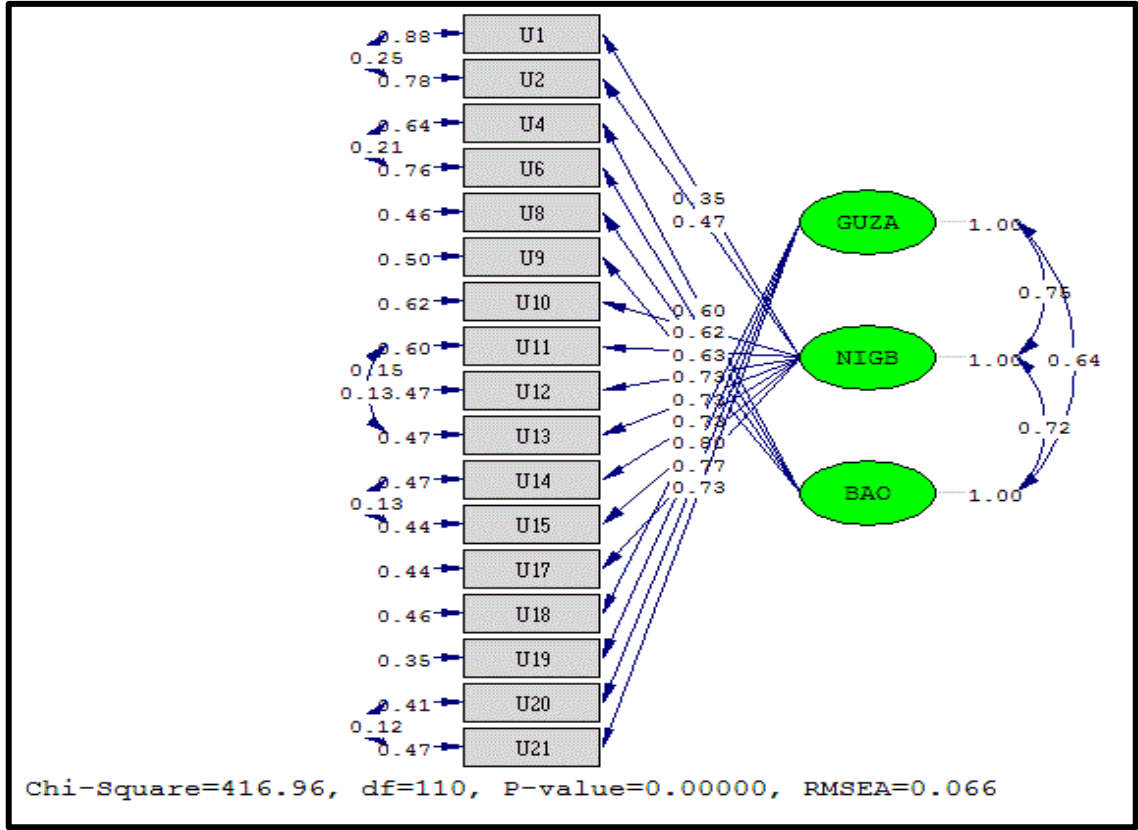 0.88 U1
0.25
0.78 U2
0.64 U4
0.21
0.76 U6
0.46 U8
0.50 U9
0.62 U10
0.60 U11
0.15
0.13 .47 U12
0.47 U13
0.47 U14
0.13
0.44 U15
0.44 U17
0.46 U18
0.35 U19
0.41 U20
0.12
0.47 U21
0.35
0.47
0.60
0.62
0.63
0.73
0.73
0.80
0.77
0.73
GUZA 1.00
0.75
NIGB 1.00 0.64
0.72
BAO 1.00
Chi-Square=416.96, df=110, P-value=0.00000, RMSEA=0.066